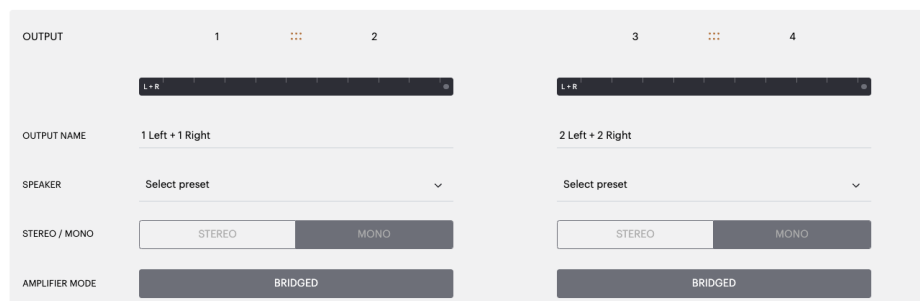 OUTPUT 1 2 3 4
L+R L+R
OUTPUT NAME 1 Left + 1 Right 2 Left + 2 Right
SPEAKER Select preset Select preset
STEREO / MONO STEREO MONO STEREO MONO
AMPLIFIER MODE BRIDGED BRIDGED